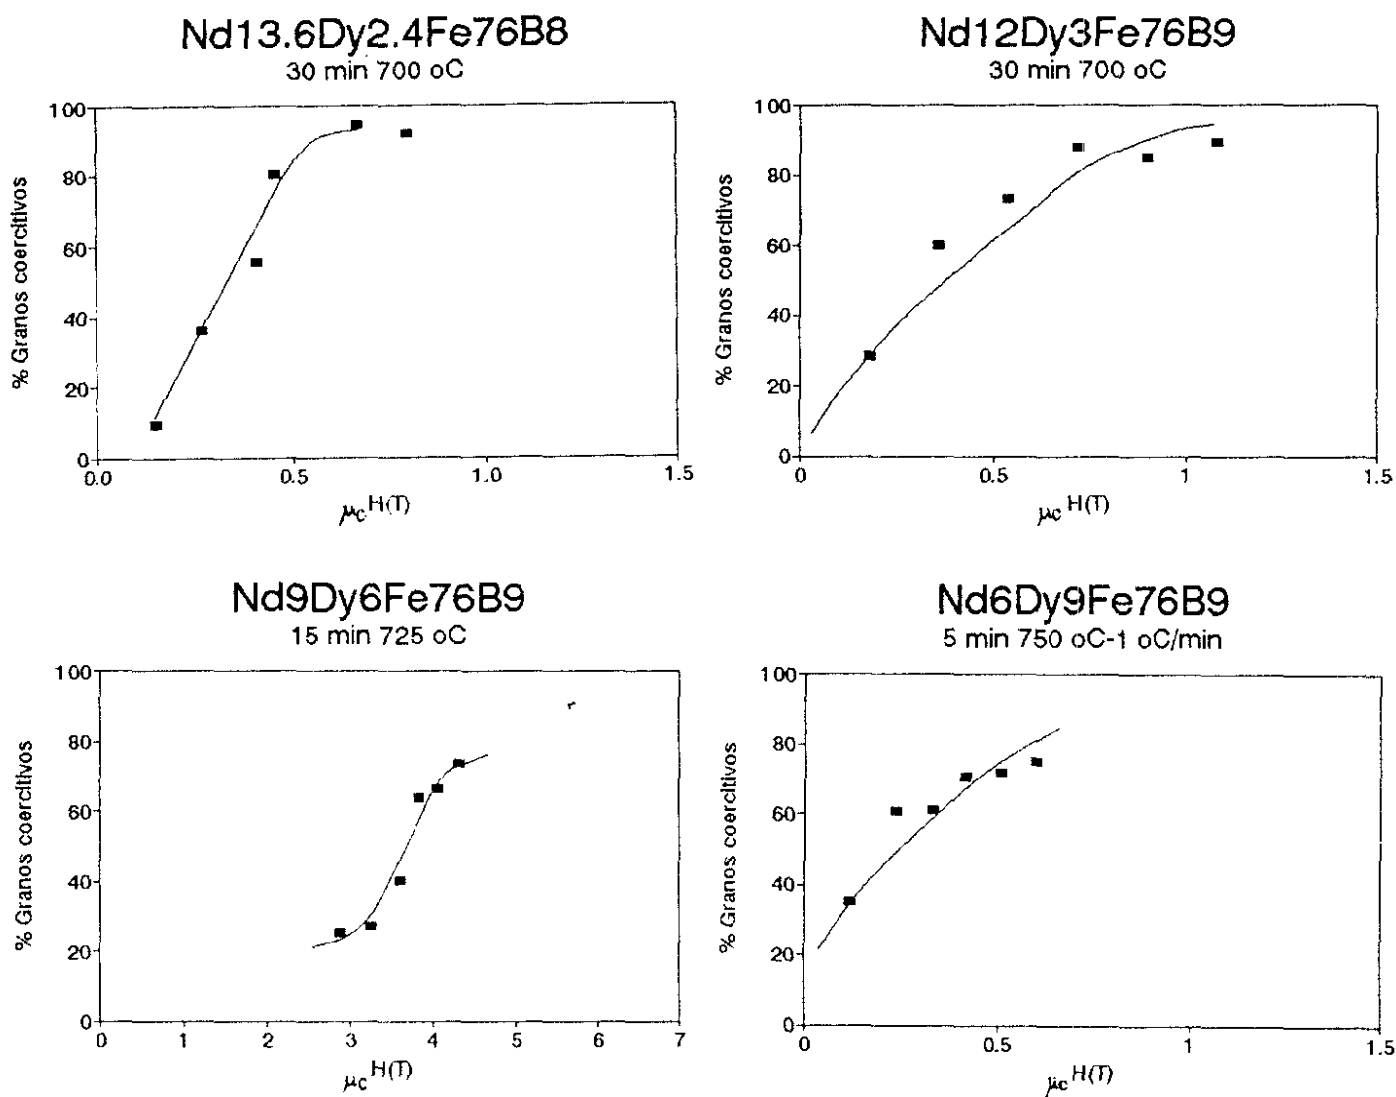 Nd13.6Dy2.4Fe76B8
30 min 700 oC
100
80
60
40
20
0
% Granos coercitivos
0.0 0.5 1.0 1.5
μc H(T)
Nd12Dy3Fe76B9
30 min 700 oC
100
80
60
40
20
0
% Granos coercitivos
0 0.5 1 1.5
μc H(T)
Nd9Dy6Fe76B9
15 min 725 oC
100
80
60
40
20
0
% Granos coercitivos
0 1 2 3 4 5 6 7
μc H(T)
Nd6Dy9Fe76B9
5 min 750 oC-1 oC/min
100
80
60
40
20
0
% Granos coercitivos
0 0.5 1 1.5
μc H(T)